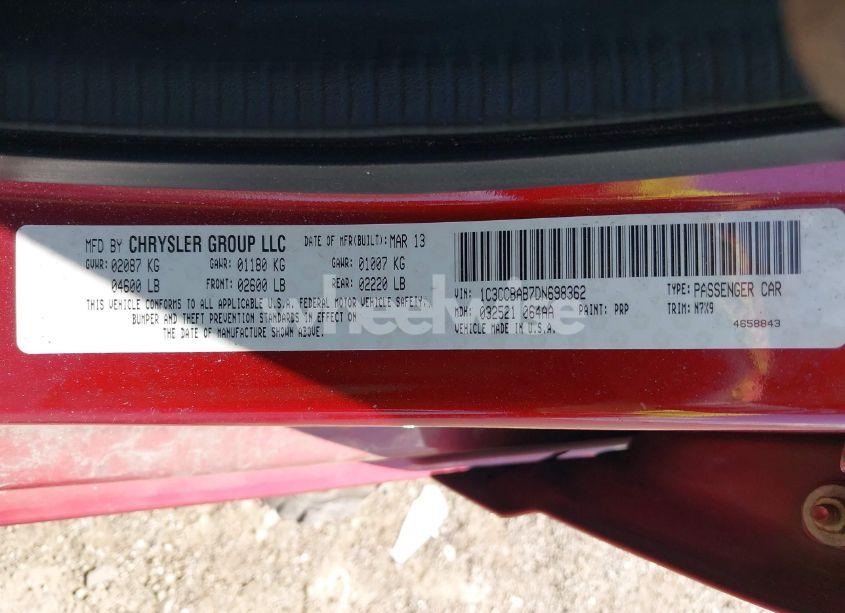 MFD BY CHRYSLER GROUP LLC DATE OF MFR(BUILT): MAR 13
GVWR: 02087 KG GAWR: 01180 KG GAWR: 01007 KG
04600 LB FRONT: 02600 LB REAR: 02220 LB
THIS VEHICLE CONFORMS TO ALL APPLICABLE U.S.A. FEDERAL MOTOR VEHICLE SAFETY,
BUMPER AND THEFT PREVENTION STANDARDS IN EFFECT ON
THE DATE OF MANUFACTURE SHOWN ABOVE.
VIN: 1C3CCBAB7DN698362 TYPE: PASSENGER CAR
MDH: 032521 064AA PAINT: PRP TRIM: N7X9
VEHICLE MADE IN U.S.A. 4658843